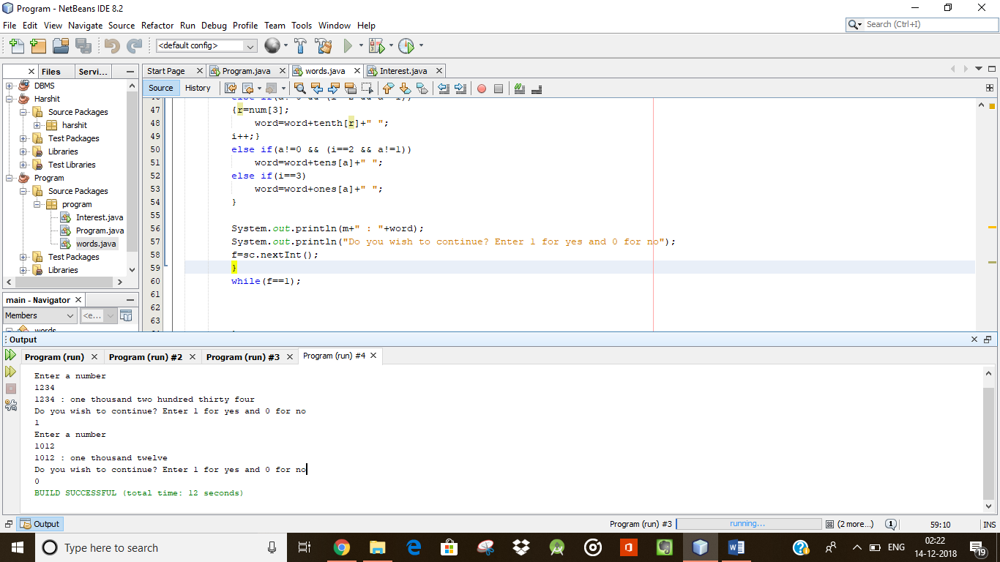 Program - NetBeans IDE 8.2
File Edit View Navigate Source Refactor Run Debug Profile Team Tools Window Help
Search (Ctrl+I)
<default config>
Files Servi...
Start Page Program.java words.java Interest.java
Source History
DBMS
Harshit
Source Packages
harshit
Test Packages
Libraries
Test Libraries
Program
Source Packages
program
Interest.java
Program.java
words.java
Test Packages
Libraries
47 {r=num[3];
48 word=word+tenth[r]+" ";
49 i++;}
50 else if(a!=0 && (i==2 && a!=1))
51 word=word+tens[a]+" ";
52 else if(i==3)
53 word=word+ones[a]+" ";
54 }
55
56 System.out.println(m+" : "+word);
57 System.out.println("Do you wish to continue? Enter 1 for yes and 0 for no");
58 f=sc.nextInt();
59 }
60 while(f==1);
61
62
63
main - Navigator
Members <e...
words
Output
Program (run) Program (run) #2 Program (run) #3 Program (run) #4
Enter a number
1234
1234 : one thousand two hundred thirty four
Do you wish to continue? Enter 1 for yes and 0 for no
1
Enter a number
1012
1012 : one thousand twelve
Do you wish to continue? Enter 1 for yes and 0 for no
0
BUILD SUCCESSFUL (total time: 12 seconds)
Output
Program (run) #3 running... (2 more...) 1 59:10 INS
Type here to search
ENG
02:22
14-12-2018
19